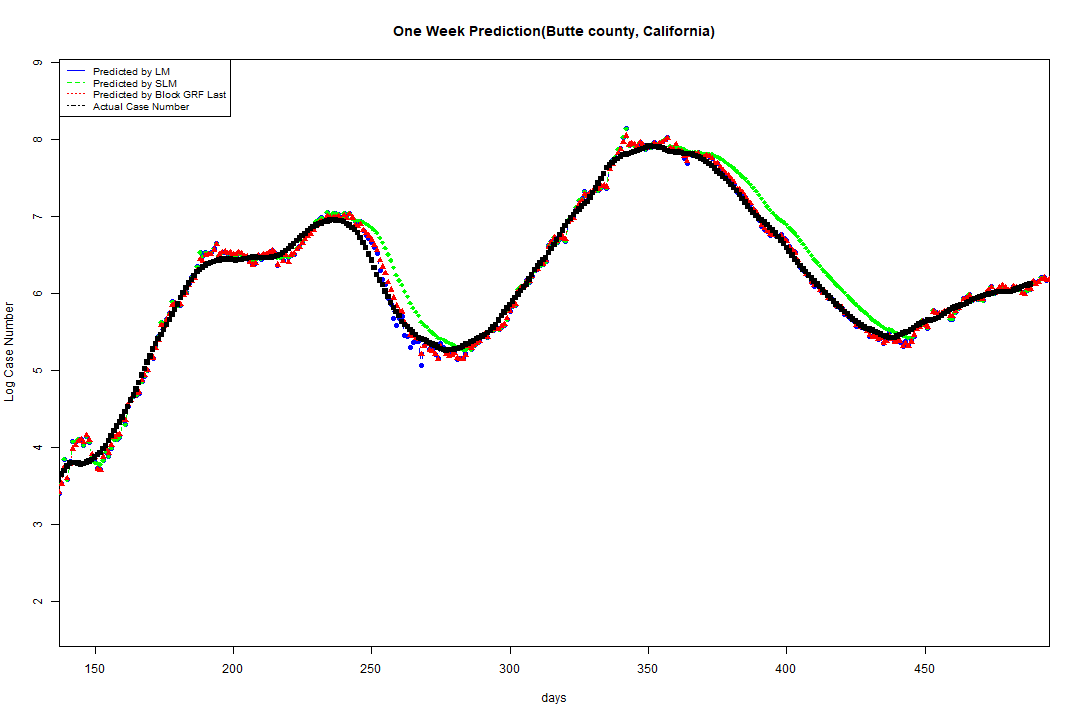 One Week Prediction(Butte county, California)
Predicted by LM
Predicted by SLM
Predicted by Block GRF Last
Actual Case Number
Log Case Number
9
8
7
6
5
4
3
2
150 200 250 300 350 400 450
days